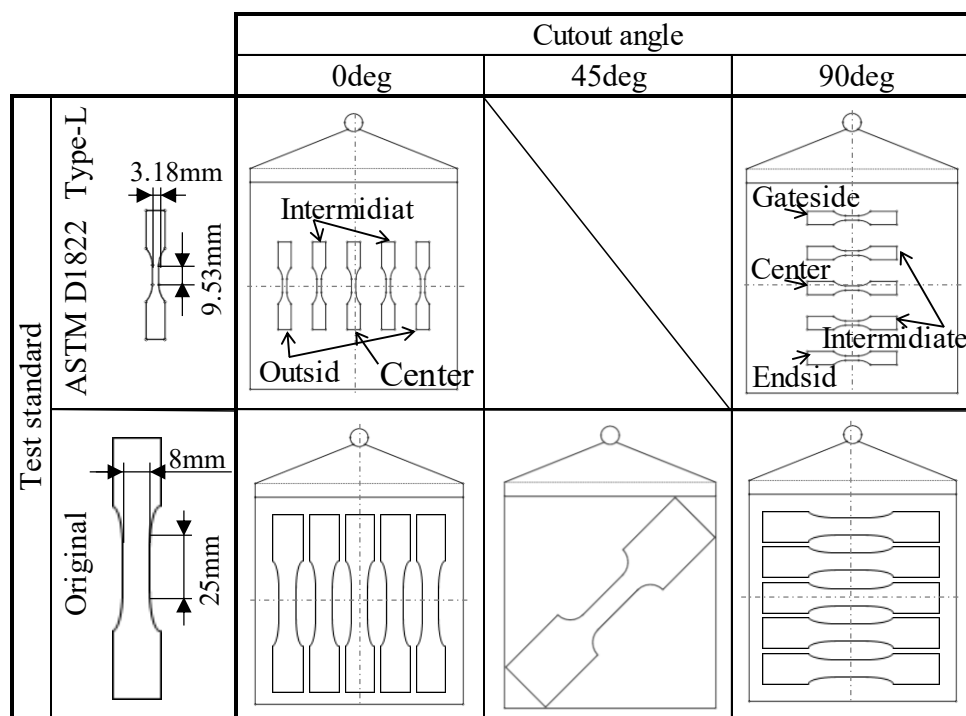 Cutout angle
0deg
45deg
90deg
Test standard
ASTM D1822 Type-L
3.18mm
9.53mm
Intermidiat
Outsid
Center
Gateside
Center
Intermidiate
Endsid
Original
8mm
25mm